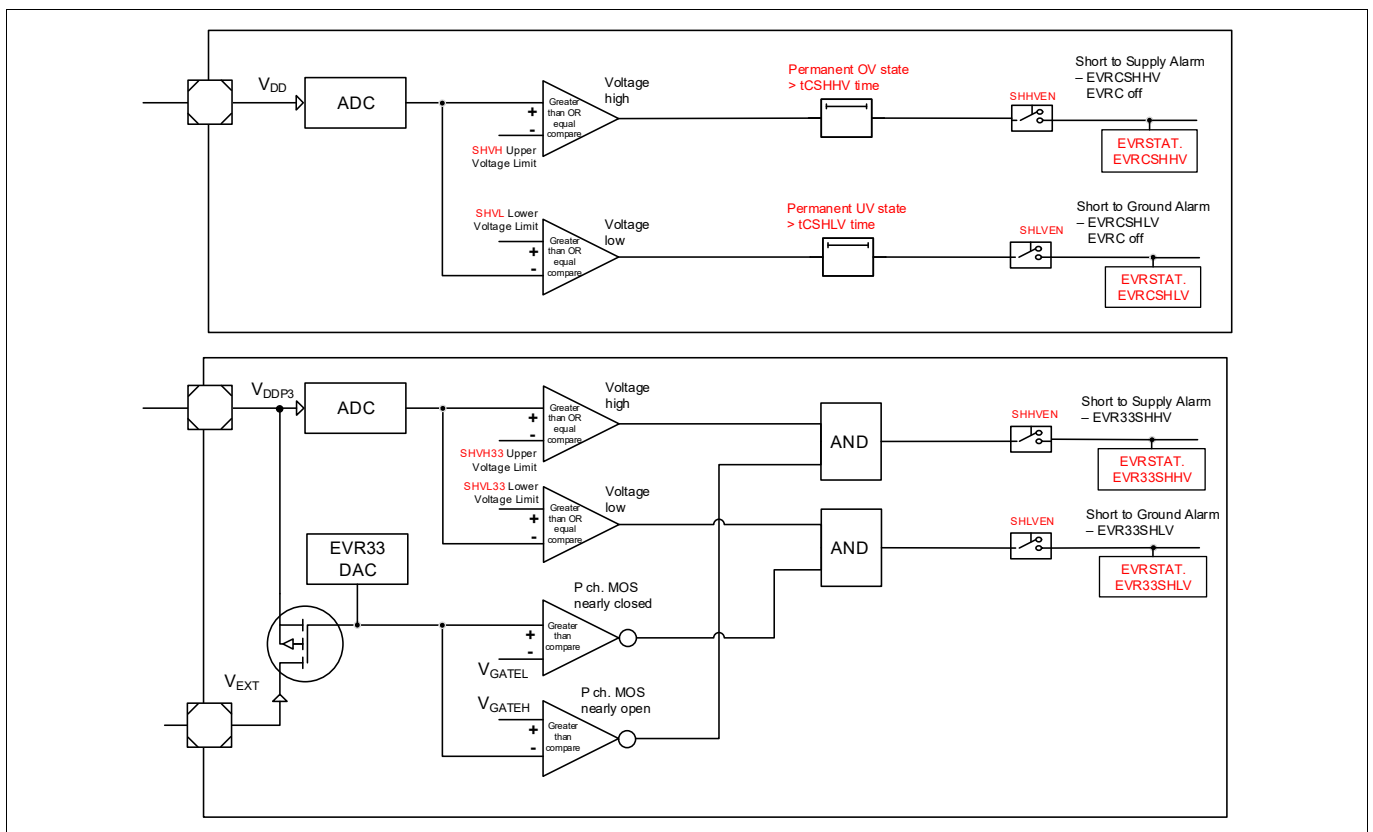 VDD
ADC
Greater
than OR
equal
compare
+
-
SHVH Upper
Voltage Limit
Voltage
high
Permanent OV state
> tCSHHV time
SHHVEN
Short to Supply Alarm
– EVRCSHHV
EVRC off
EVRSTAT.
EVRCSHHV
SHVL Lower
Voltage Limit
Greater
than OR
equal
compare
+
-
Voltage
low
Permanent UV state
> tCSHLV time
SHLVEN
Short to Ground Alarm
– EVRCSHLV
EVRC off
EVRSTAT.
EVRCSHLV
VDDP3
ADC
Greater
than OR
equal
compare
+
-
SHVH33 Upper
Voltage Limit
Voltage
high
AND
SHHVEN
Short to Supply Alarm
– EVR33SHHV
EVRSTAT.
EVR33SHHV
SHVL33 Lower
Voltage Limit
Greater
than OR
equal
compare
+
-
Voltage
low
AND
SHLVEN
Short to Ground Alarm
– EVR33SHLV
EVRSTAT.
EVR33SHLV
EVR33
DAC
P ch. MOS
nearly closed
Greater
than
compare
+
-
VGATEL
VEXT
P ch. MOS
nearly open
VGATEH
Greater
than
compare
+
-